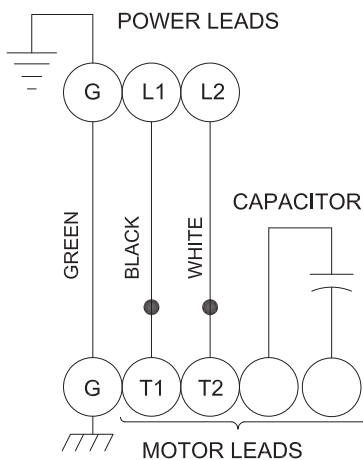 POWER LEADS
G L1 L2
CAPACITOR
GREEN
BLACK
WHITE
G T1 T2
MOTOR LEADS